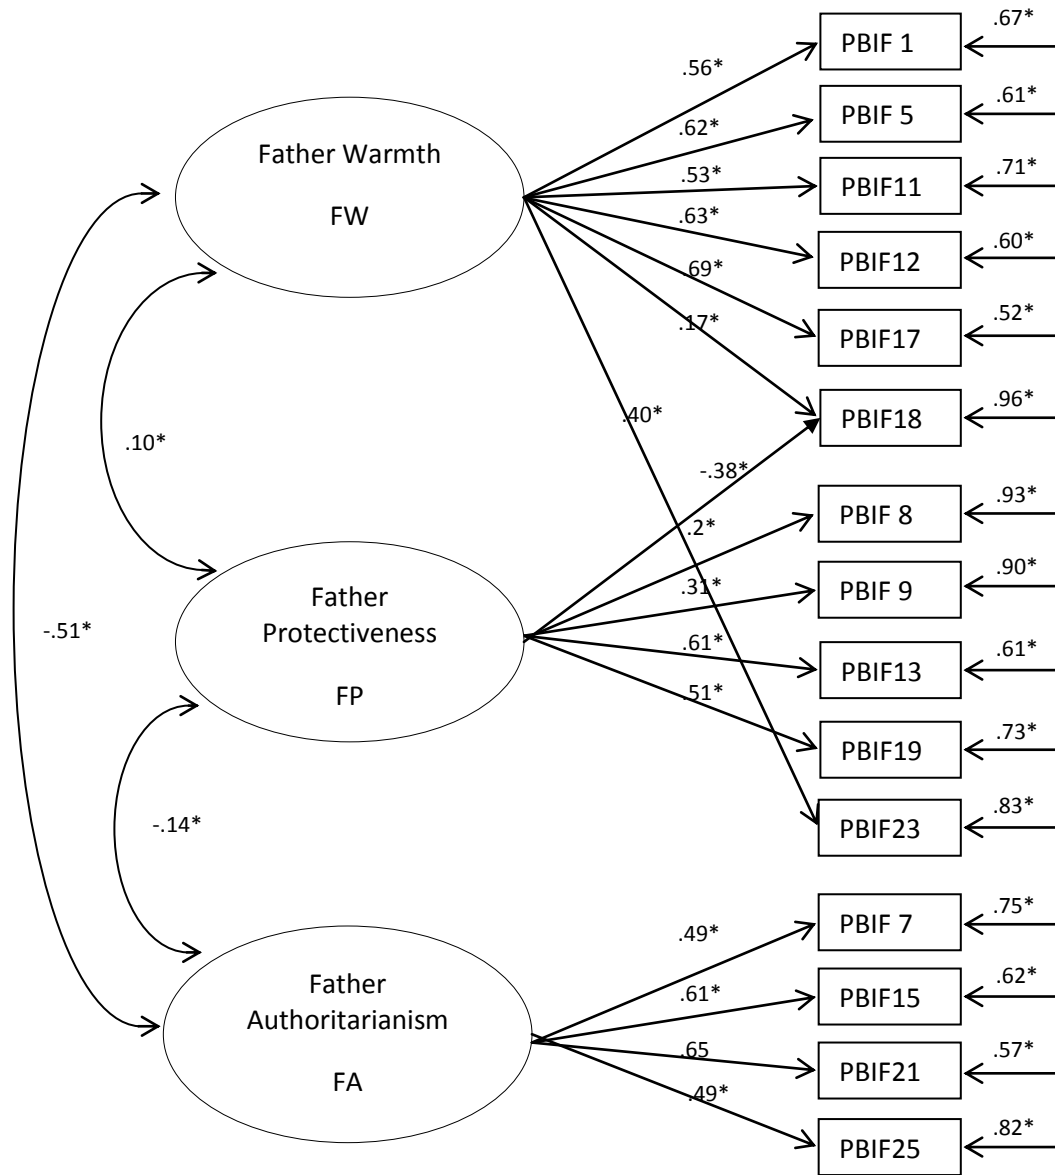 .67*
PBIF 1
.56*
.61*
PBIF 5
.62*
Father Warmth
FW
.53*
.71*
PBIF11
.63*
.60*
PBIF12
.69*
.52*
PBIF17
.17*
.96*
PBIF18
.40*
.10*
-.38*
.93*
PBIF 8
.2*
.90*
PBIF 9
.31*
Father
Protectiveness
FP
.61*
.61*
PBIF13
-.51*
.51*
.73*
PBIF19
.83*
PBIF23
-.14*
.75*
PBIF 7
.49*
.62*
PBIF15
.61*
Father
Authoritarianism
FA
.65
.57*
PBIF21
.49*
.82*
PBIF25